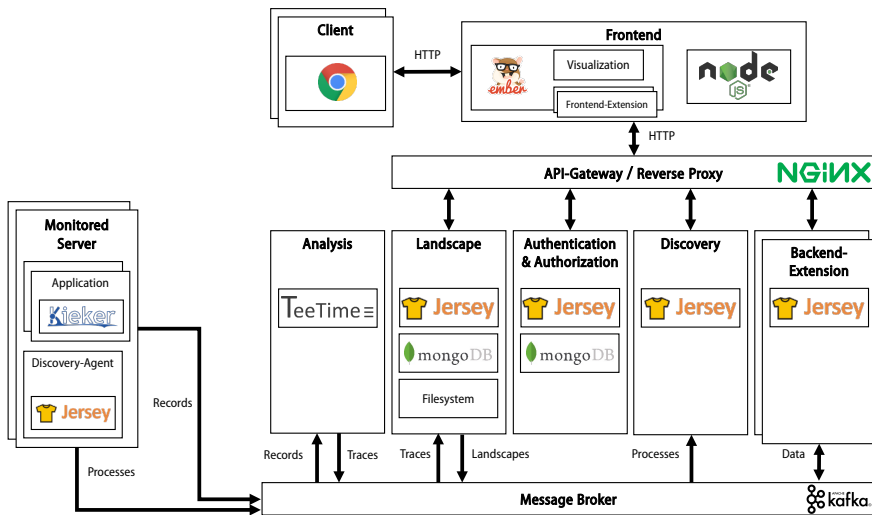 Client
HTTP
Frontend
ember
Visualization
Frontend-Extension
node
JS
HTTP
API-Gateway / Reverse Proxy
NGINX
Monitored
Server
Application
Kieker
Discovery-Agent
Jersey
Records
Processes
Analysis
TeeTime
Landscape
Jersey
mongoDB
Filesystem
Authentication
& Authorization
Jersey
mongoDB
Discovery
Jersey
Backend-
Extension
Jersey
Records
Traces
Traces
Landscapes
Processes
Data
Message Broker
kafka